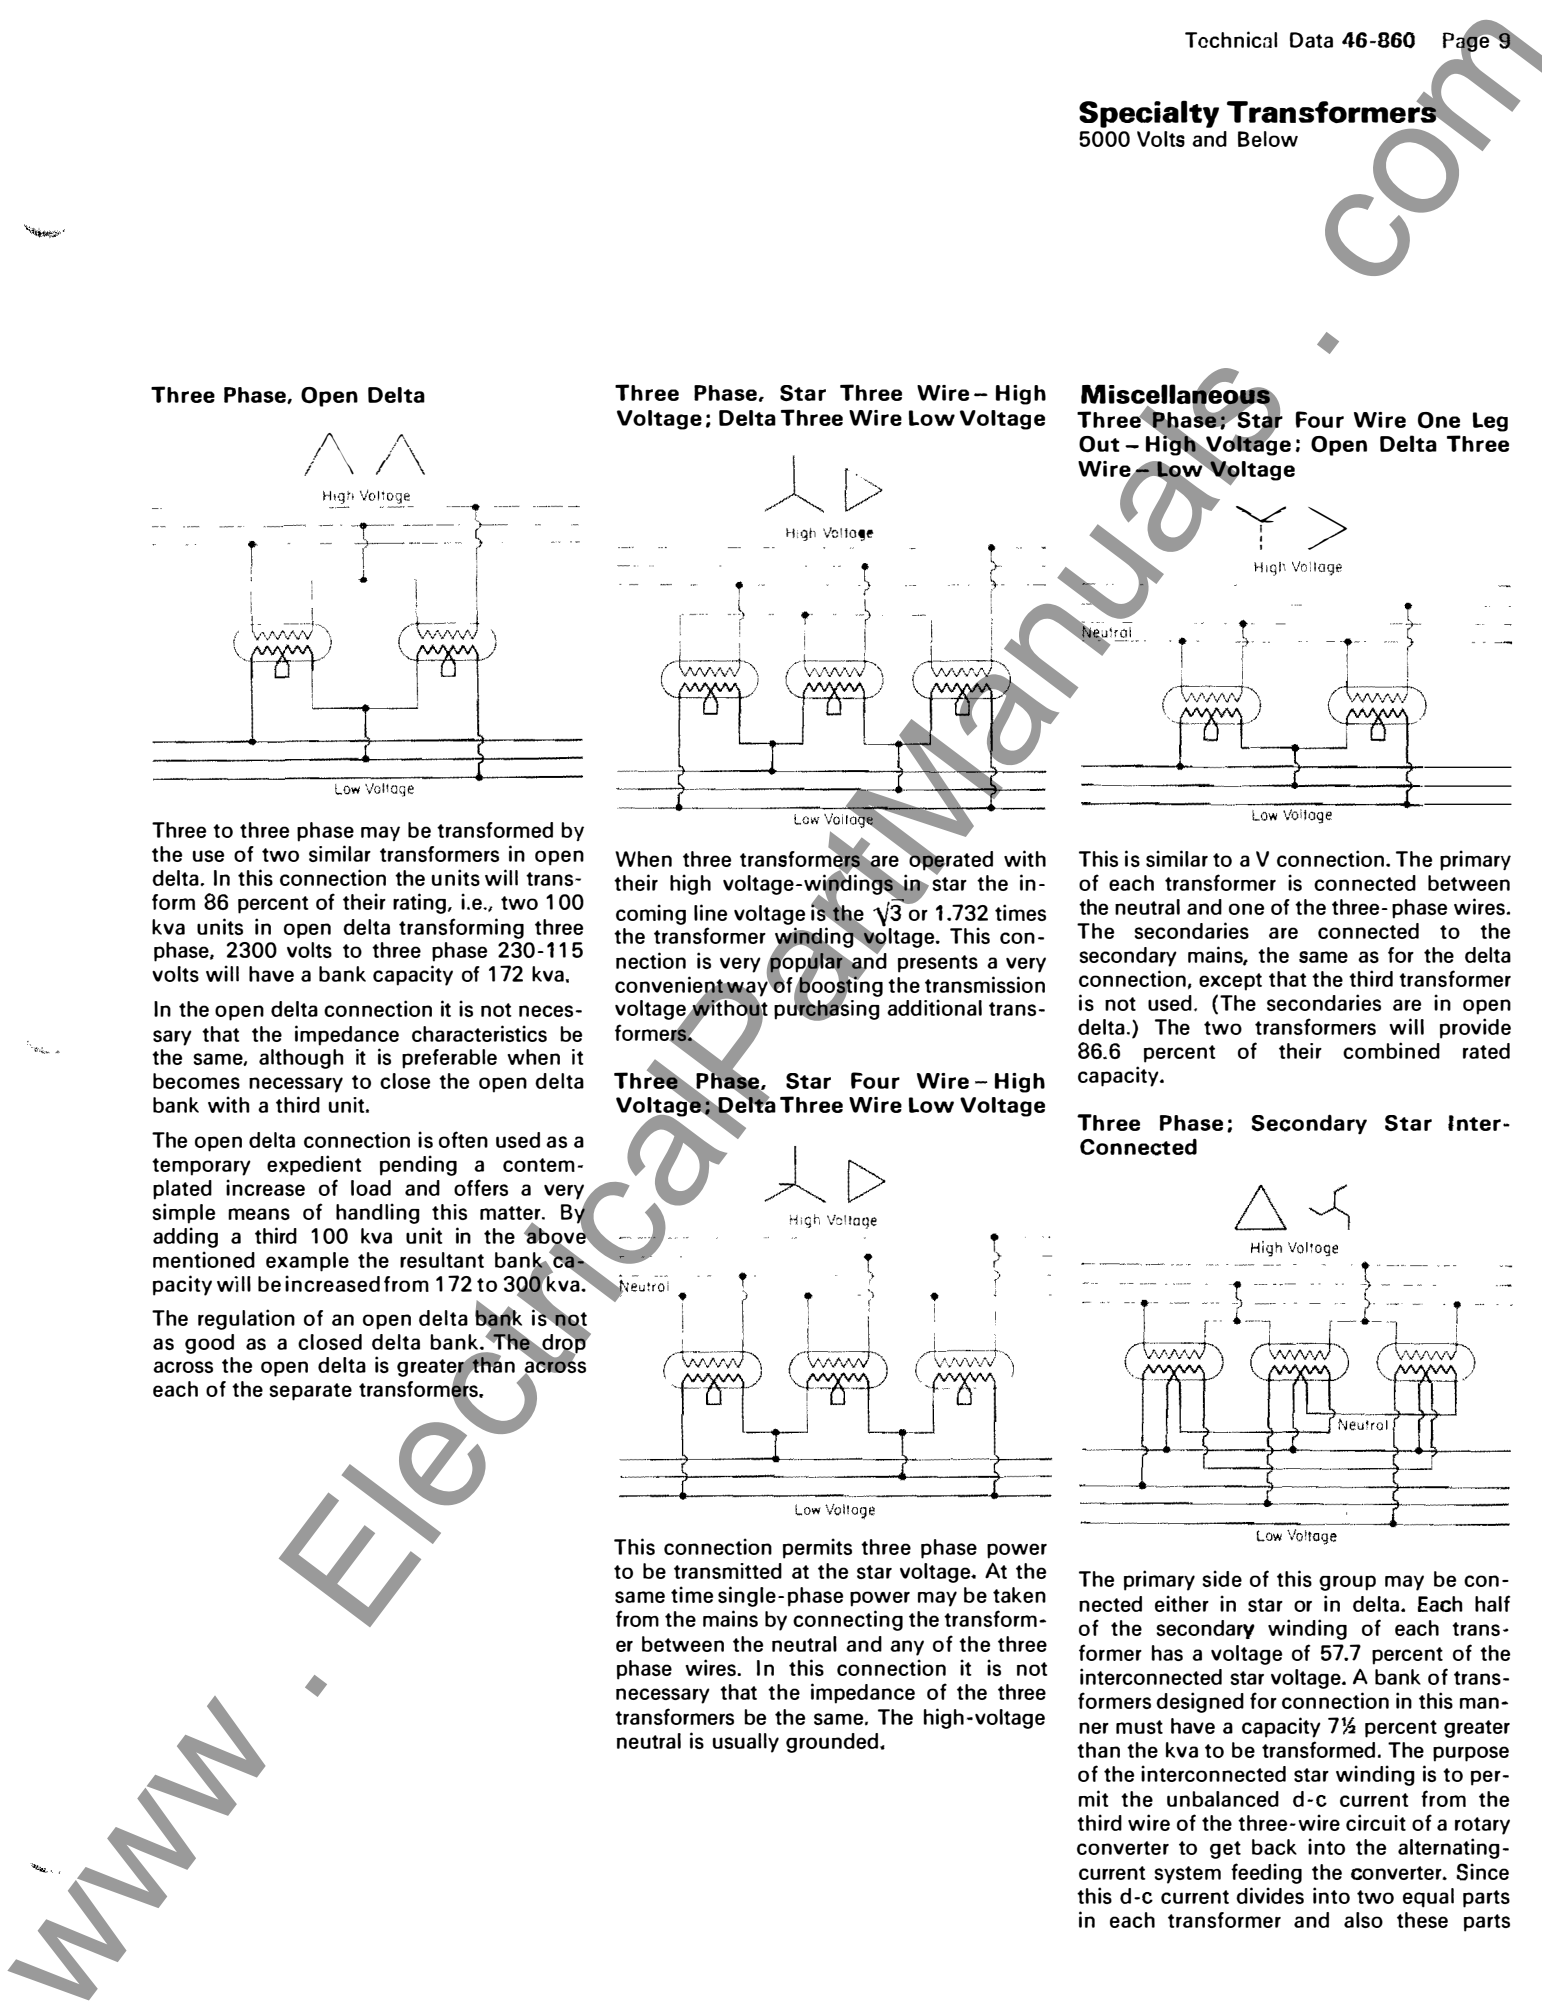 Technical Data 46-860 Page 9
Specialty Transformers
5000 Volts and Below
Three Phase, Open Delta
High Voltage
Low Voltage
Three to three phase may be transformed by
the use of two similar transformers in open
delta. In this connection the units will trans-
form 86 percent of their rating, i.e., two 100
kva units in open delta transforming three
phase, 2300 volts to three phase 230-115
volts will have a bank capacity of 172 kva.
In the open delta connection it is not neces-
sary that the impedance characteristics be
the same, although it is preferable when it
becomes necessary to close the open delta
bank with a third unit.
The open delta connection is often used as a
temporary expedient pending a contem-
plated increase of load and offers a very
simple means of handling this matter. By
adding a third 100 kva unit in the above
mentioned example the resultant bank ca-
pacity will be increased from 172 to 300 kva.
The regulation of an open delta bank is not
as good as a closed delta bank. The drop
across the open delta is greater than across
each of the separate transformers.
Three Phase, Star Three Wire – High
Voltage; Delta Three Wire Low Voltage
High Voltage
Low Voltage
When three transformers are operated with
their high voltage-windings in star the in-
coming line voltage is the √3 or 1.732 times
the transformer winding voltage. This con-
nection is very popular and presents a very
convenient way of boosting the transmission
voltage without purchasing additional trans-
formers.
Three Phase, Star Four Wire – High
Voltage; Delta Three Wire Low Voltage
High Voltage
Neutral
Low Voltage
This connection permits three phase power
to be transmitted at the star voltage. At the
same time single-phase power may be taken
from the mains by connecting the transform-
er between the neutral and any of the three
phase wires. In this connection it is not
necessary that the impedance of the three
transformers be the same. The high-voltage
neutral is usually grounded.
Miscellaneous
Three Phase; Star Four Wire One Leg
Out – High Voltage; Open Delta Three
Wire – Low Voltage
High Voltage
Neutral
Low Voltage
This is similar to a V connection. The primary
of each transformer is connected between
the neutral and one of the three-phase wires.
The secondaries are connected to the
secondary mains, the same as for the delta
connection, except that the third transformer
is not used. (The secondaries are in open
delta.) The two transformers will provide
86.6 percent of their combined rated
capacity.
Three Phase; Secondary Star Inter-
Connected
High Voltage
Neutral
Low Voltage
The primary side of this group may be con-
nected either in star or in delta. Each half
of the secondary winding of each trans-
former has a voltage of 57.7 percent of the
interconnected star voltage. A bank of trans-
formers designed for connection in this man-
ner must have a capacity 7½ percent greater
than the kva to be transformed. The purpose
of the interconnected star winding is to per-
mit the unbalanced d-c current from the
third wire of the three-wire circuit of a rotary
converter to get back into the alternating-
current system feeding the converter. Since
this d-c current divides into two equal parts
in each transformer and also these parts
www . ElectricalPartManuals . com